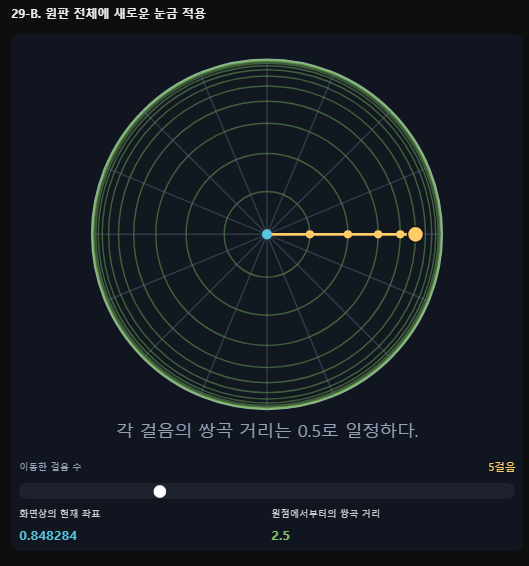 29-B. 원판 전체에 새로운 눈금 적용
각 걸음의 쌍곡 거리는 0.5로 일정하다.
이동한 걸음 수
5걸음
화면상의 현재 좌표
원점에서부터의 쌍곡 거리
0.848284
2.5